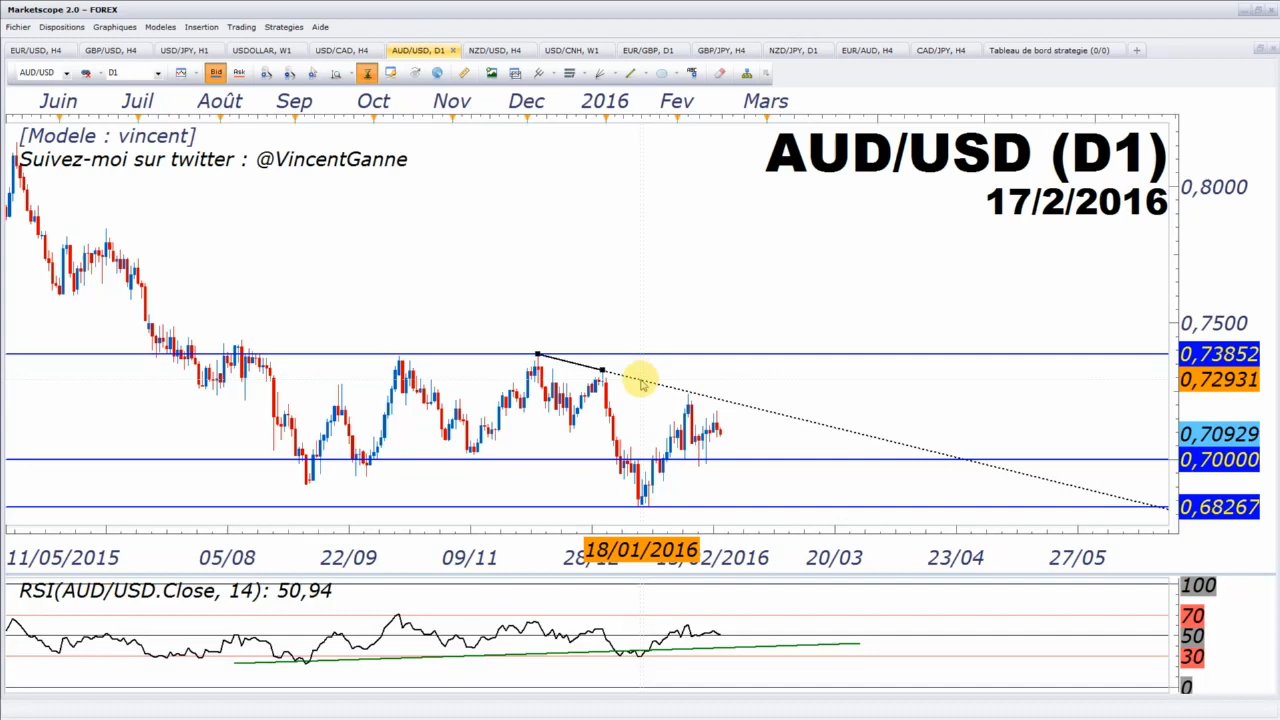 Marketscope 2.0 – FOREX
Fichier Dispositions Graphiques Modeles Insertion Trading Strategies Aide
EUR/USD, H4 GBP/USD, H4 USD/JPY, H1 USDOLLAR, W1 USD/CAD, H4 AUD/USD, D1 NZD/USD, H4 USD/CNH, W1 EUR/GBP, D1 GBP/JPY, H4 NZD/JPY, D1 EUR/AUD, H4 CAD/JPY, H4 Tableau de bord strategie (0/0)
AUD/USD D1 Bid Ask
Juin Juil Août Sep Oct Nov Dec 2016 Fev Mars
[Modele : vincent]
Suivez-moi sur twitter : @VincentGanne
AUD/USD (D1)
17/2/2016
0,8000
0,7500
0,73852
0,72931
0,70929
0,70000
0,68267
11/05/2015 05/08 22/09 09/11 28/12 18/01/2016 02/2016 20/03 23/04 27/05
RSI(AUD/USD.Close, 14): 50,94
100
70
50
30
0